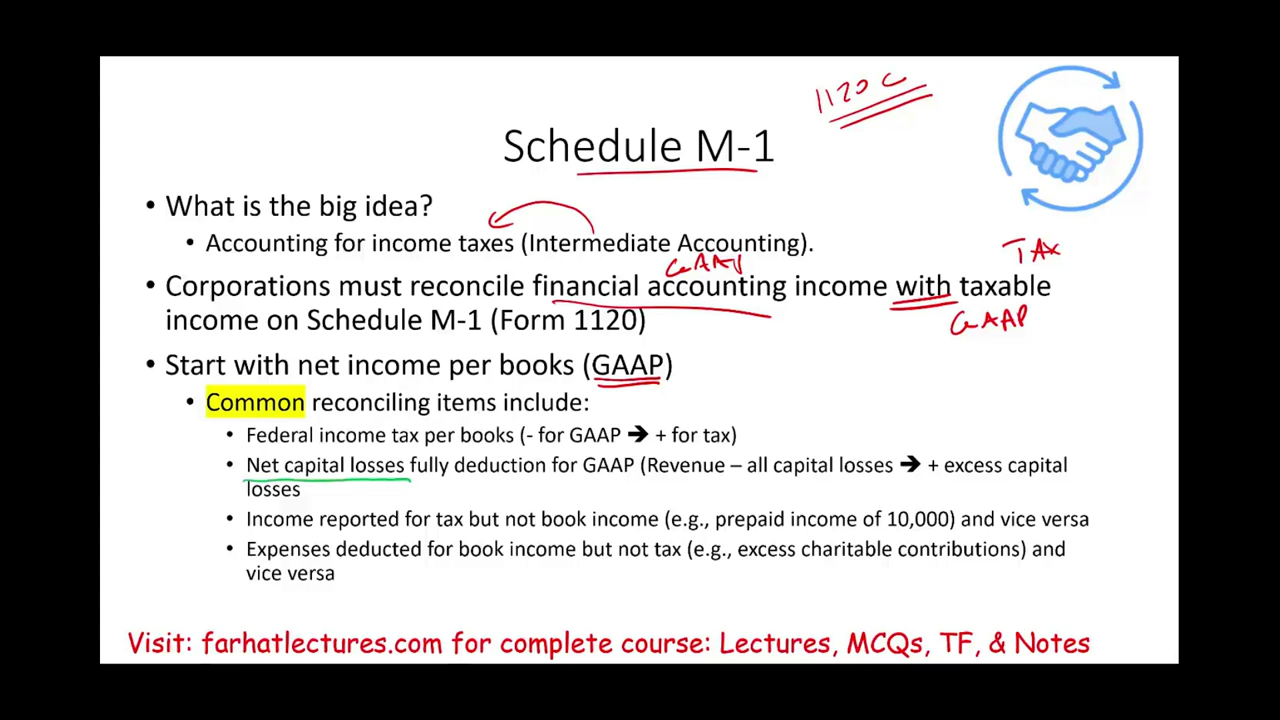 1120 C
Schedule M-1
• What is the big idea?
• Accounting for income taxes (Intermediate Accounting).
TAX
GAAP
• Corporations must reconcile financial accounting income with taxable
GAAP
income on Schedule M-1 (Form 1120)
• Start with net income per books (GAAP)
• Common reconciling items include:
• Federal income tax per books (- for GAAP 🡺 + for tax)
• Net capital losses fully deduction for GAAP (Revenue – all capital losses 🡺 + excess capital
losses
• Income reported for tax but not book income (e.g., prepaid income of 10,000) and vice versa
• Expenses deducted for book income but not tax (e.g., excess charitable contributions) and
vice versa
Visit: farhatlectures.com for complete course: Lectures, MCQs, TF, & Notes